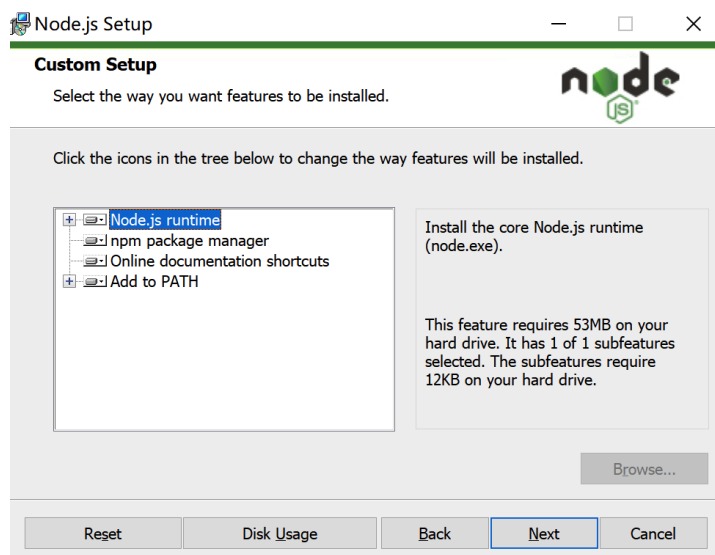 Node.js Setup
Custom Setup
Select the way you want features to be installed.
node
JS
Click the icons in the tree below to change the way features will be installed.
Node.js runtime
npm package manager
Online documentation shortcuts
Add to PATH
Install the core Node.js runtime
(node.exe).
This feature requires 53MB on your
hard drive. It has 1 of 1 subfeatures
selected. The subfeatures require
12KB on your hard drive.
Browse...
Reset
Disk Usage
Back
Next
Cancel